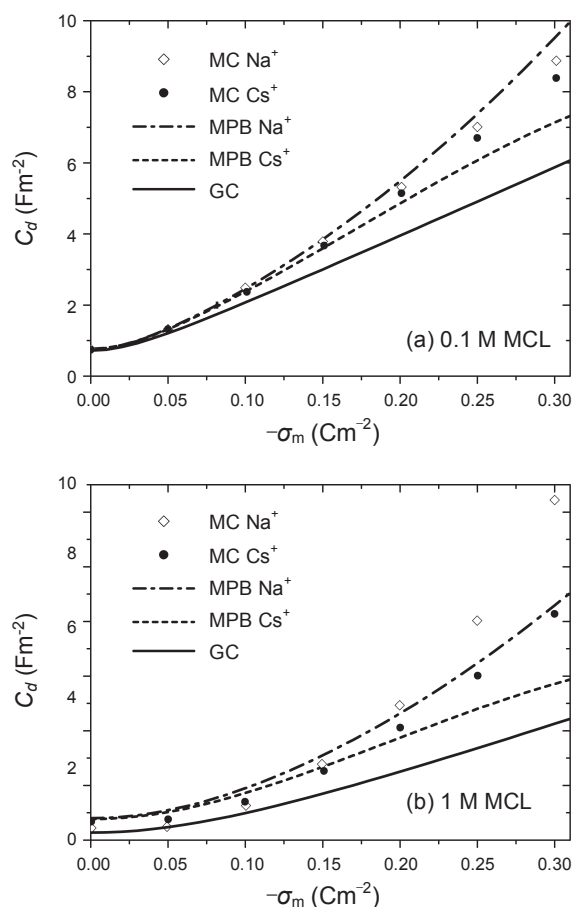 10
8
6
4
2
0
C_d (Fm⁻²)
MC Na⁺
MC Cs⁺
MPB Na⁺
MPB Cs⁺
GC
(a) 0.1 M MCL
0.00 0.05 0.10 0.15 0.20 0.25 0.30
−σ_m (Cm⁻²)
10
8
6
4
2
0
C_d (Fm⁻²)
MC Na⁺
MC Cs⁺
MPB Na⁺
MPB Cs⁺
GC
(b) 1 M MCL
0.00 0.05 0.10 0.15 0.20 0.25 0.30
−σ_m (Cm⁻²)